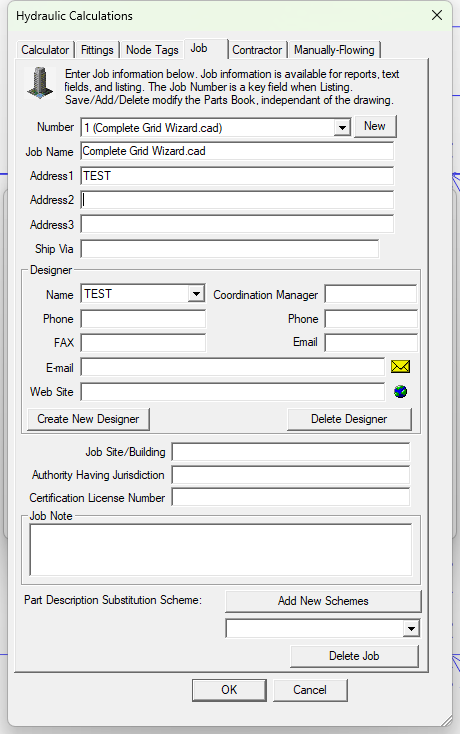 Hydraulic Calculations
Calculator Fittings Node Tags Job Contractor Manually-Flowing
Enter Job information below. Job information is available for reports, text
fields, and listing. The Job Number is a key field when Listing.
Save/Add/Delete modify the Parts Book, independant of the drawing.
Number 1 (Complete Grid Wizard.cad) New
Job Name Complete Grid Wizard.cad
Address1 TEST
Address2
Address3
Ship Via
Designer
Name TEST Coordination Manager
Phone Phone
FAX Email
E-mail
Web Site
Create New Designer Delete Designer
Job Site/Building
Authority Having Jurisdiction
Certification License Number
Job Note
Part Description Substitution Scheme: Add New Schemes
Delete Job
OK Cancel